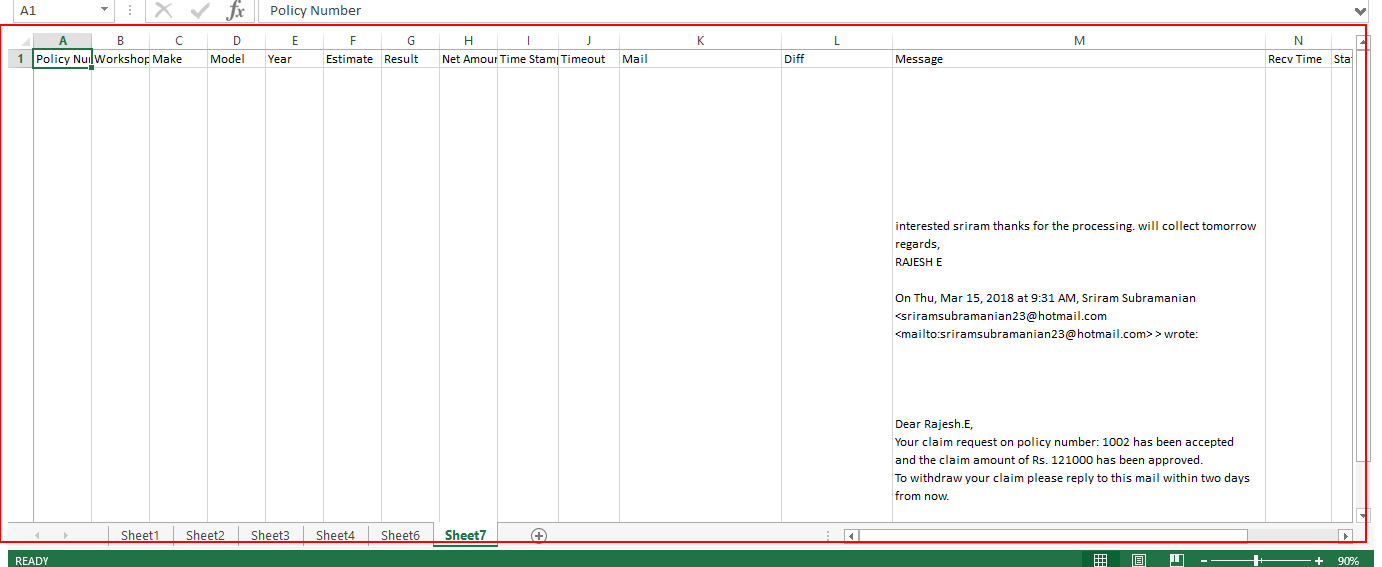 A1
fx
Policy Number
A B C D E F G H I J K L M N
1 Policy Nu Workshop Make Model Year Estimate Result Net Amour Time Stam Timeout Mail Diff Message Recv Time Sta
interested sriram thanks for the processing. will collect tomorrow
regards,
RAJESH E
On Thu, Mar 15, 2018 at 9:31 AM, Sriram Subramanian
<sriramsubramanian23@hotmail.com
<mailto:sriramsubramanian23@hotmail.com> > wrote:
Dear Rajesh.E,
Your claim request on policy number: 1002 has been accepted
and the claim amount of Rs. 121000 has been approved.
To withdraw your claim please reply to this mail within two days
from now.
Sheet1 Sheet2 Sheet3 Sheet4 Sheet6 Sheet7
READY
90%